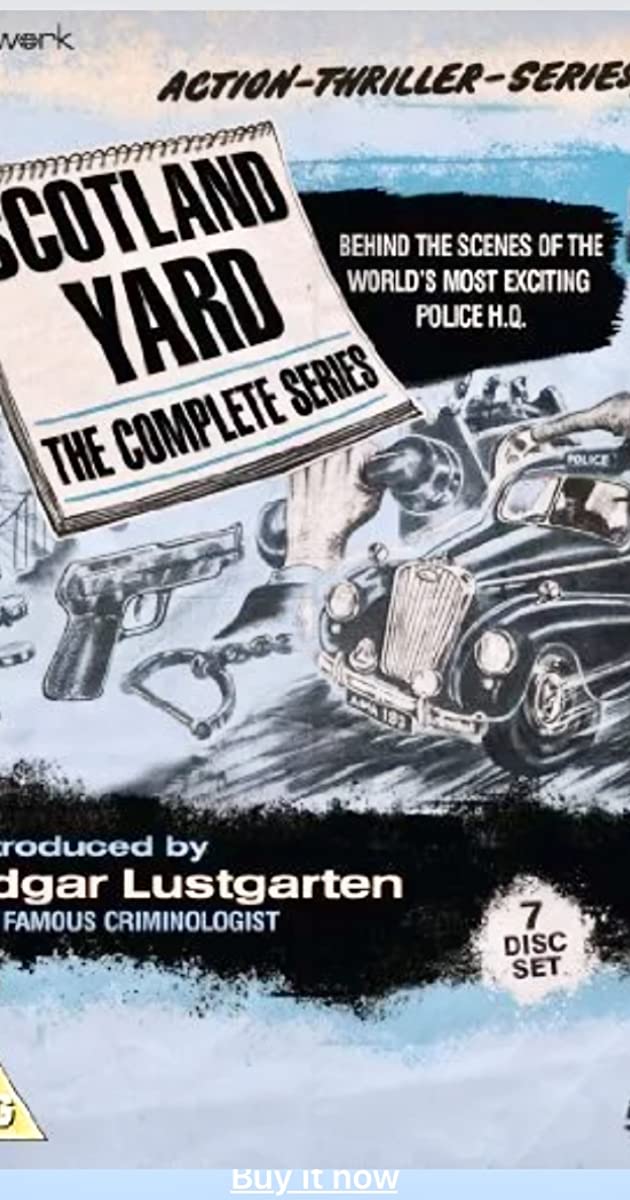 work
ACTION-THRILLER-SERIES
SCOTLAND
YARD
THE COMPLETE SERIES
BEHIND THE SCENES OF THE
WORLD'S MOST EXCITING
POLICE H.Q.
POLICE
troduced by
dgar Lustgarten
FAMOUS CRIMINOLOGIST
7
DISC
SET
G
Buy it now